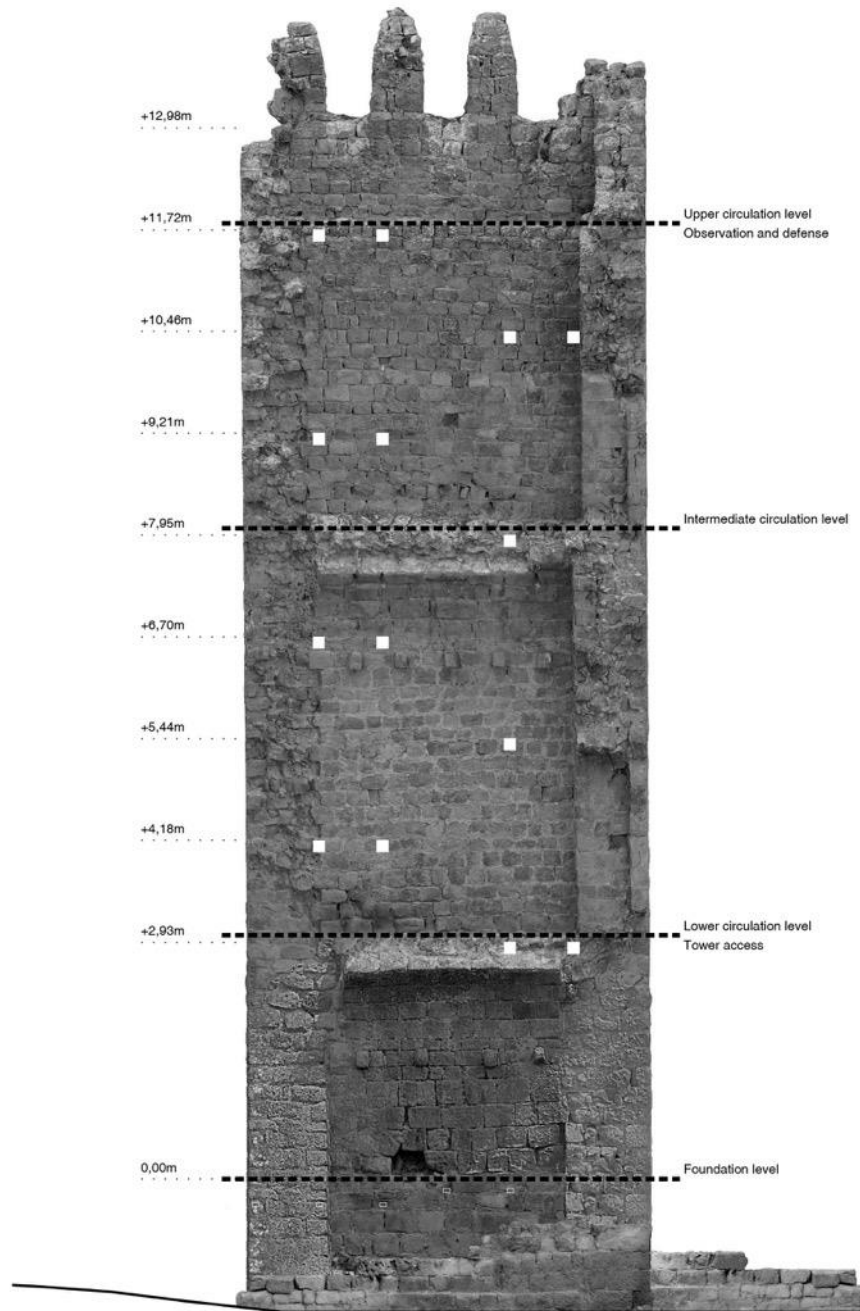 +12,98m
+11,72m
Upper circulation level
Observation and defense
+10,46m
+9,21m
+7,95m
Intermediate circulation level
+6,70m
+5,44m
+4,18m
+2,93m
Lower circulation level
Tower access
0,00m
Foundation level